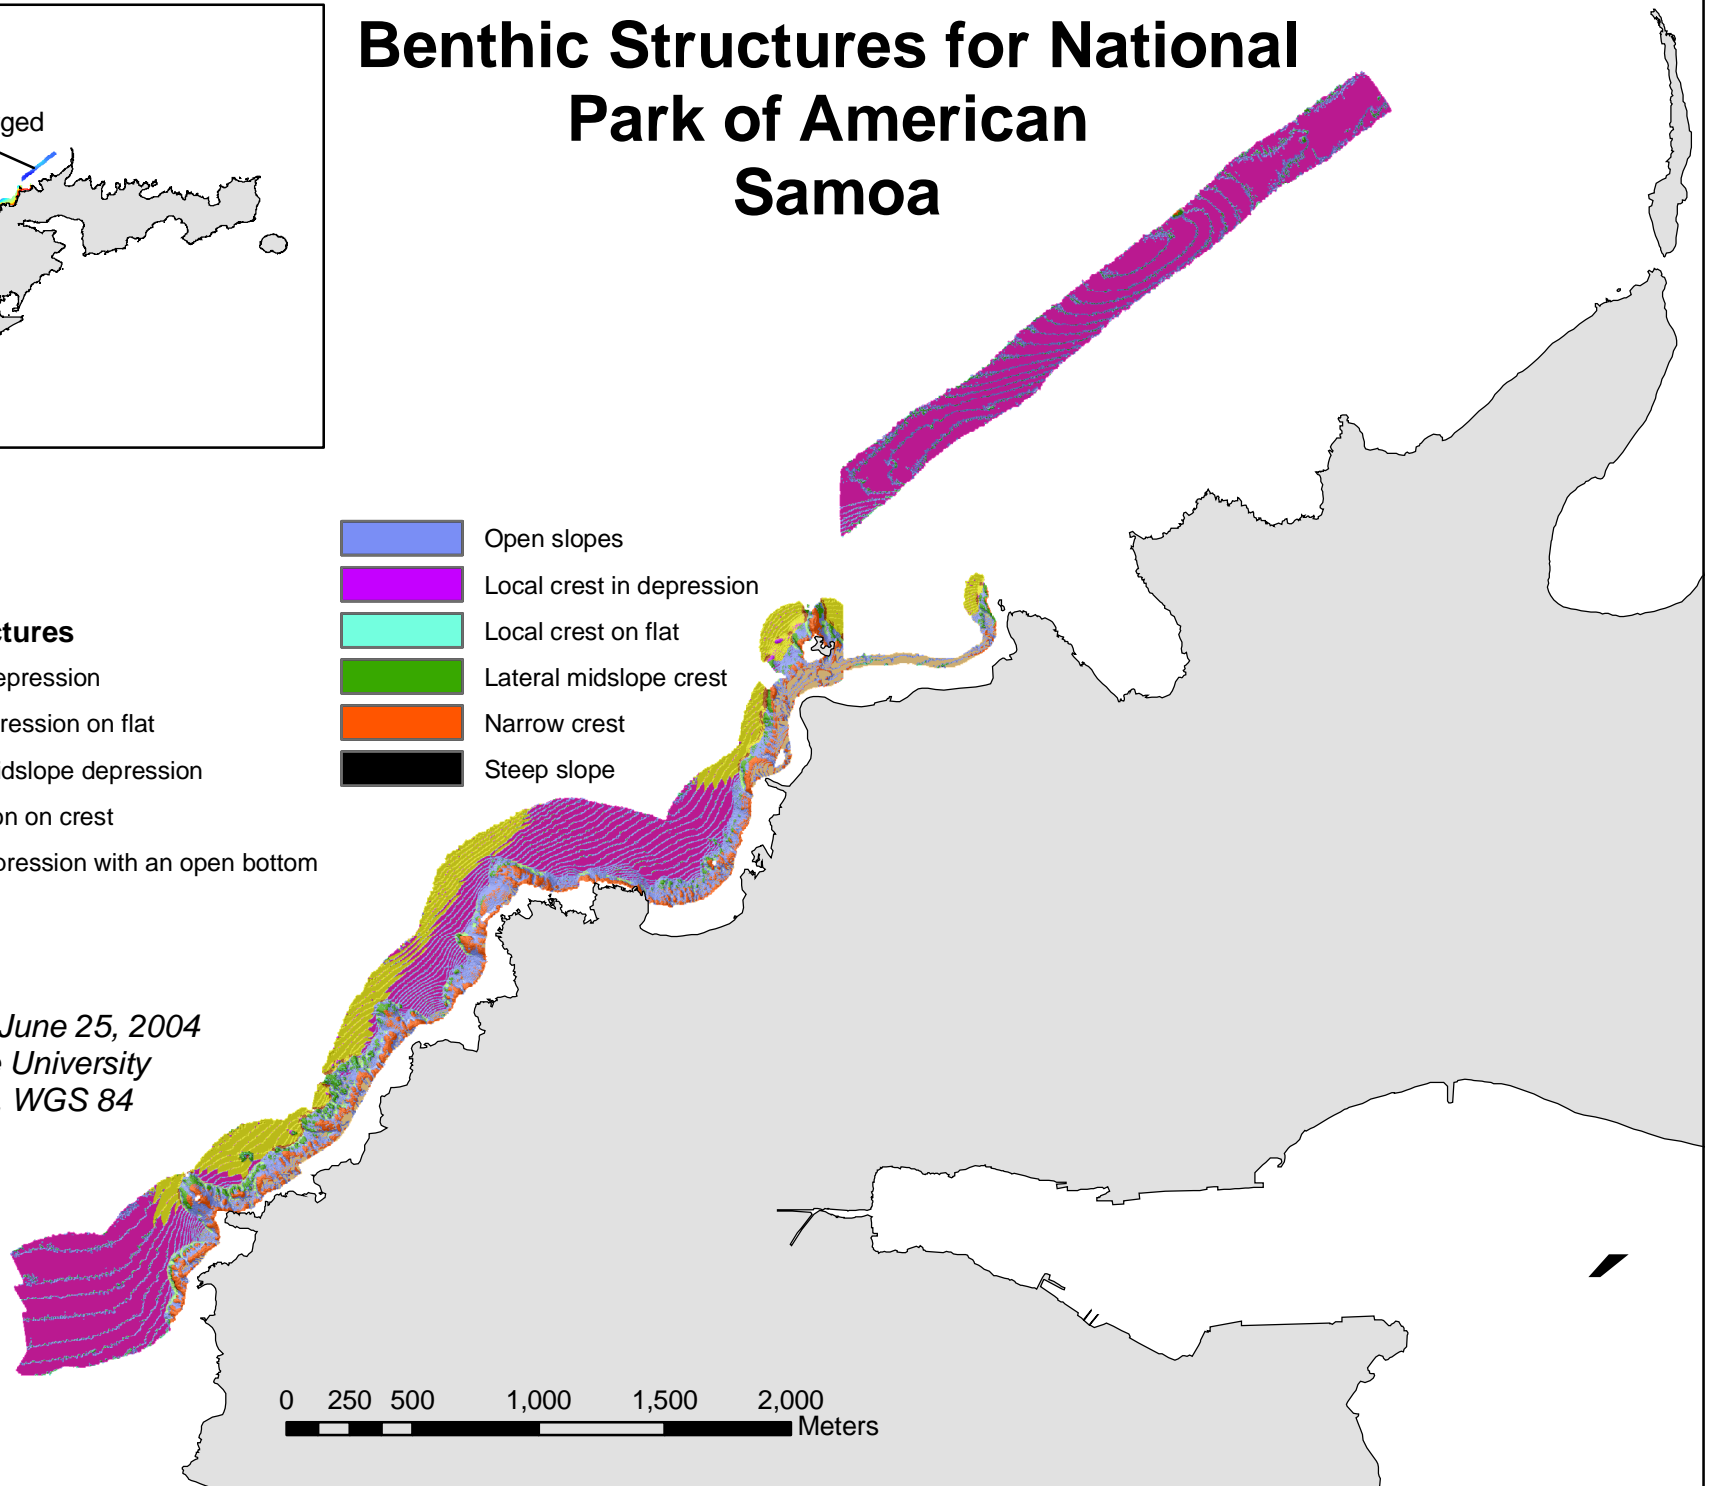 Benthic Structures for National
Park of American
Samoa
ged
Open slopes
Local crest in depression
Local crest on flat
Lateral midslope crest
Narrow crest
Steep slope
ctures
epression
ression on flat
idslope depression
on on crest
pression with an open bottom
June 25, 2004
University
WGS 84
0 250 500 1,000 1,500 2,000
Meters